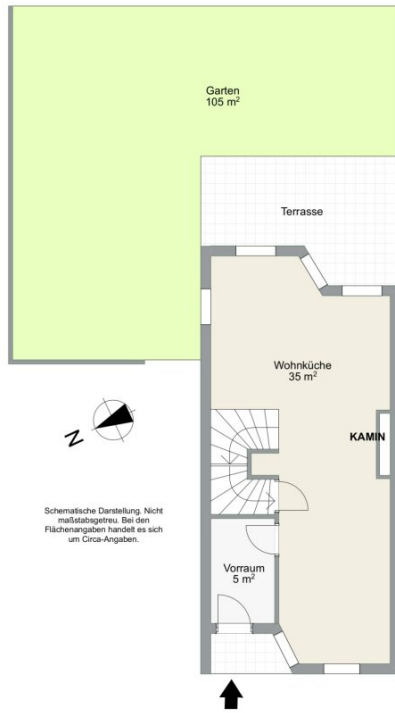 Garten
105 m²
Terrasse
Wohnküche
35 m²
KAMIN
N
Schematische Darstellung. Nicht
maßstabsgetreu. Bei den
Flächenangaben handelt es sich
um Circa-Angaben.
Vorraum
5 m²